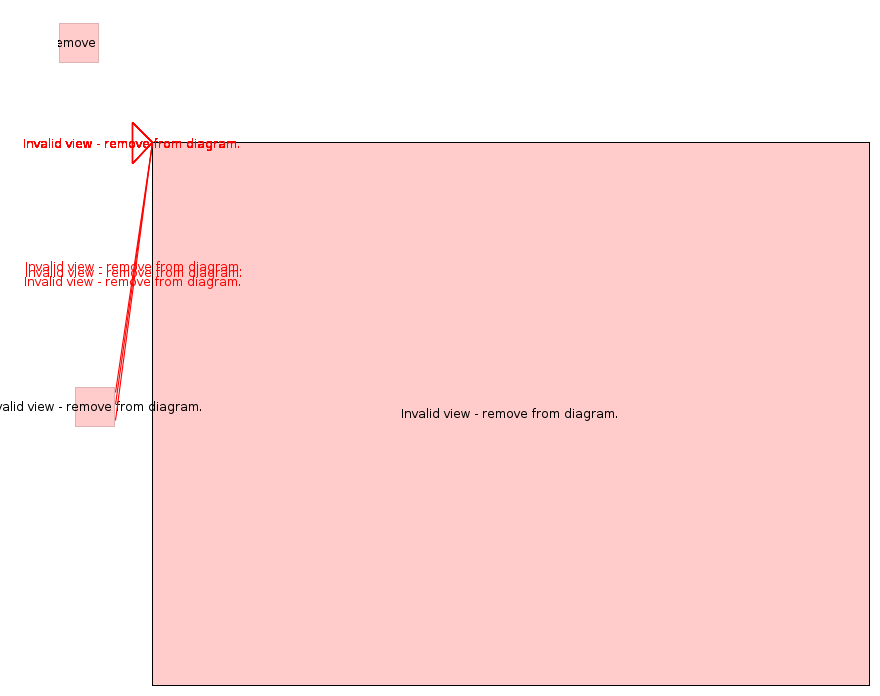 emove
Invalid view - remove from diagram.
Invalid view - remove from diagram.
Invalid view - remove from diagram.
Invalid view - remove from diagram.
valid view - remove from diagram.
Invalid view - remove from diagram.